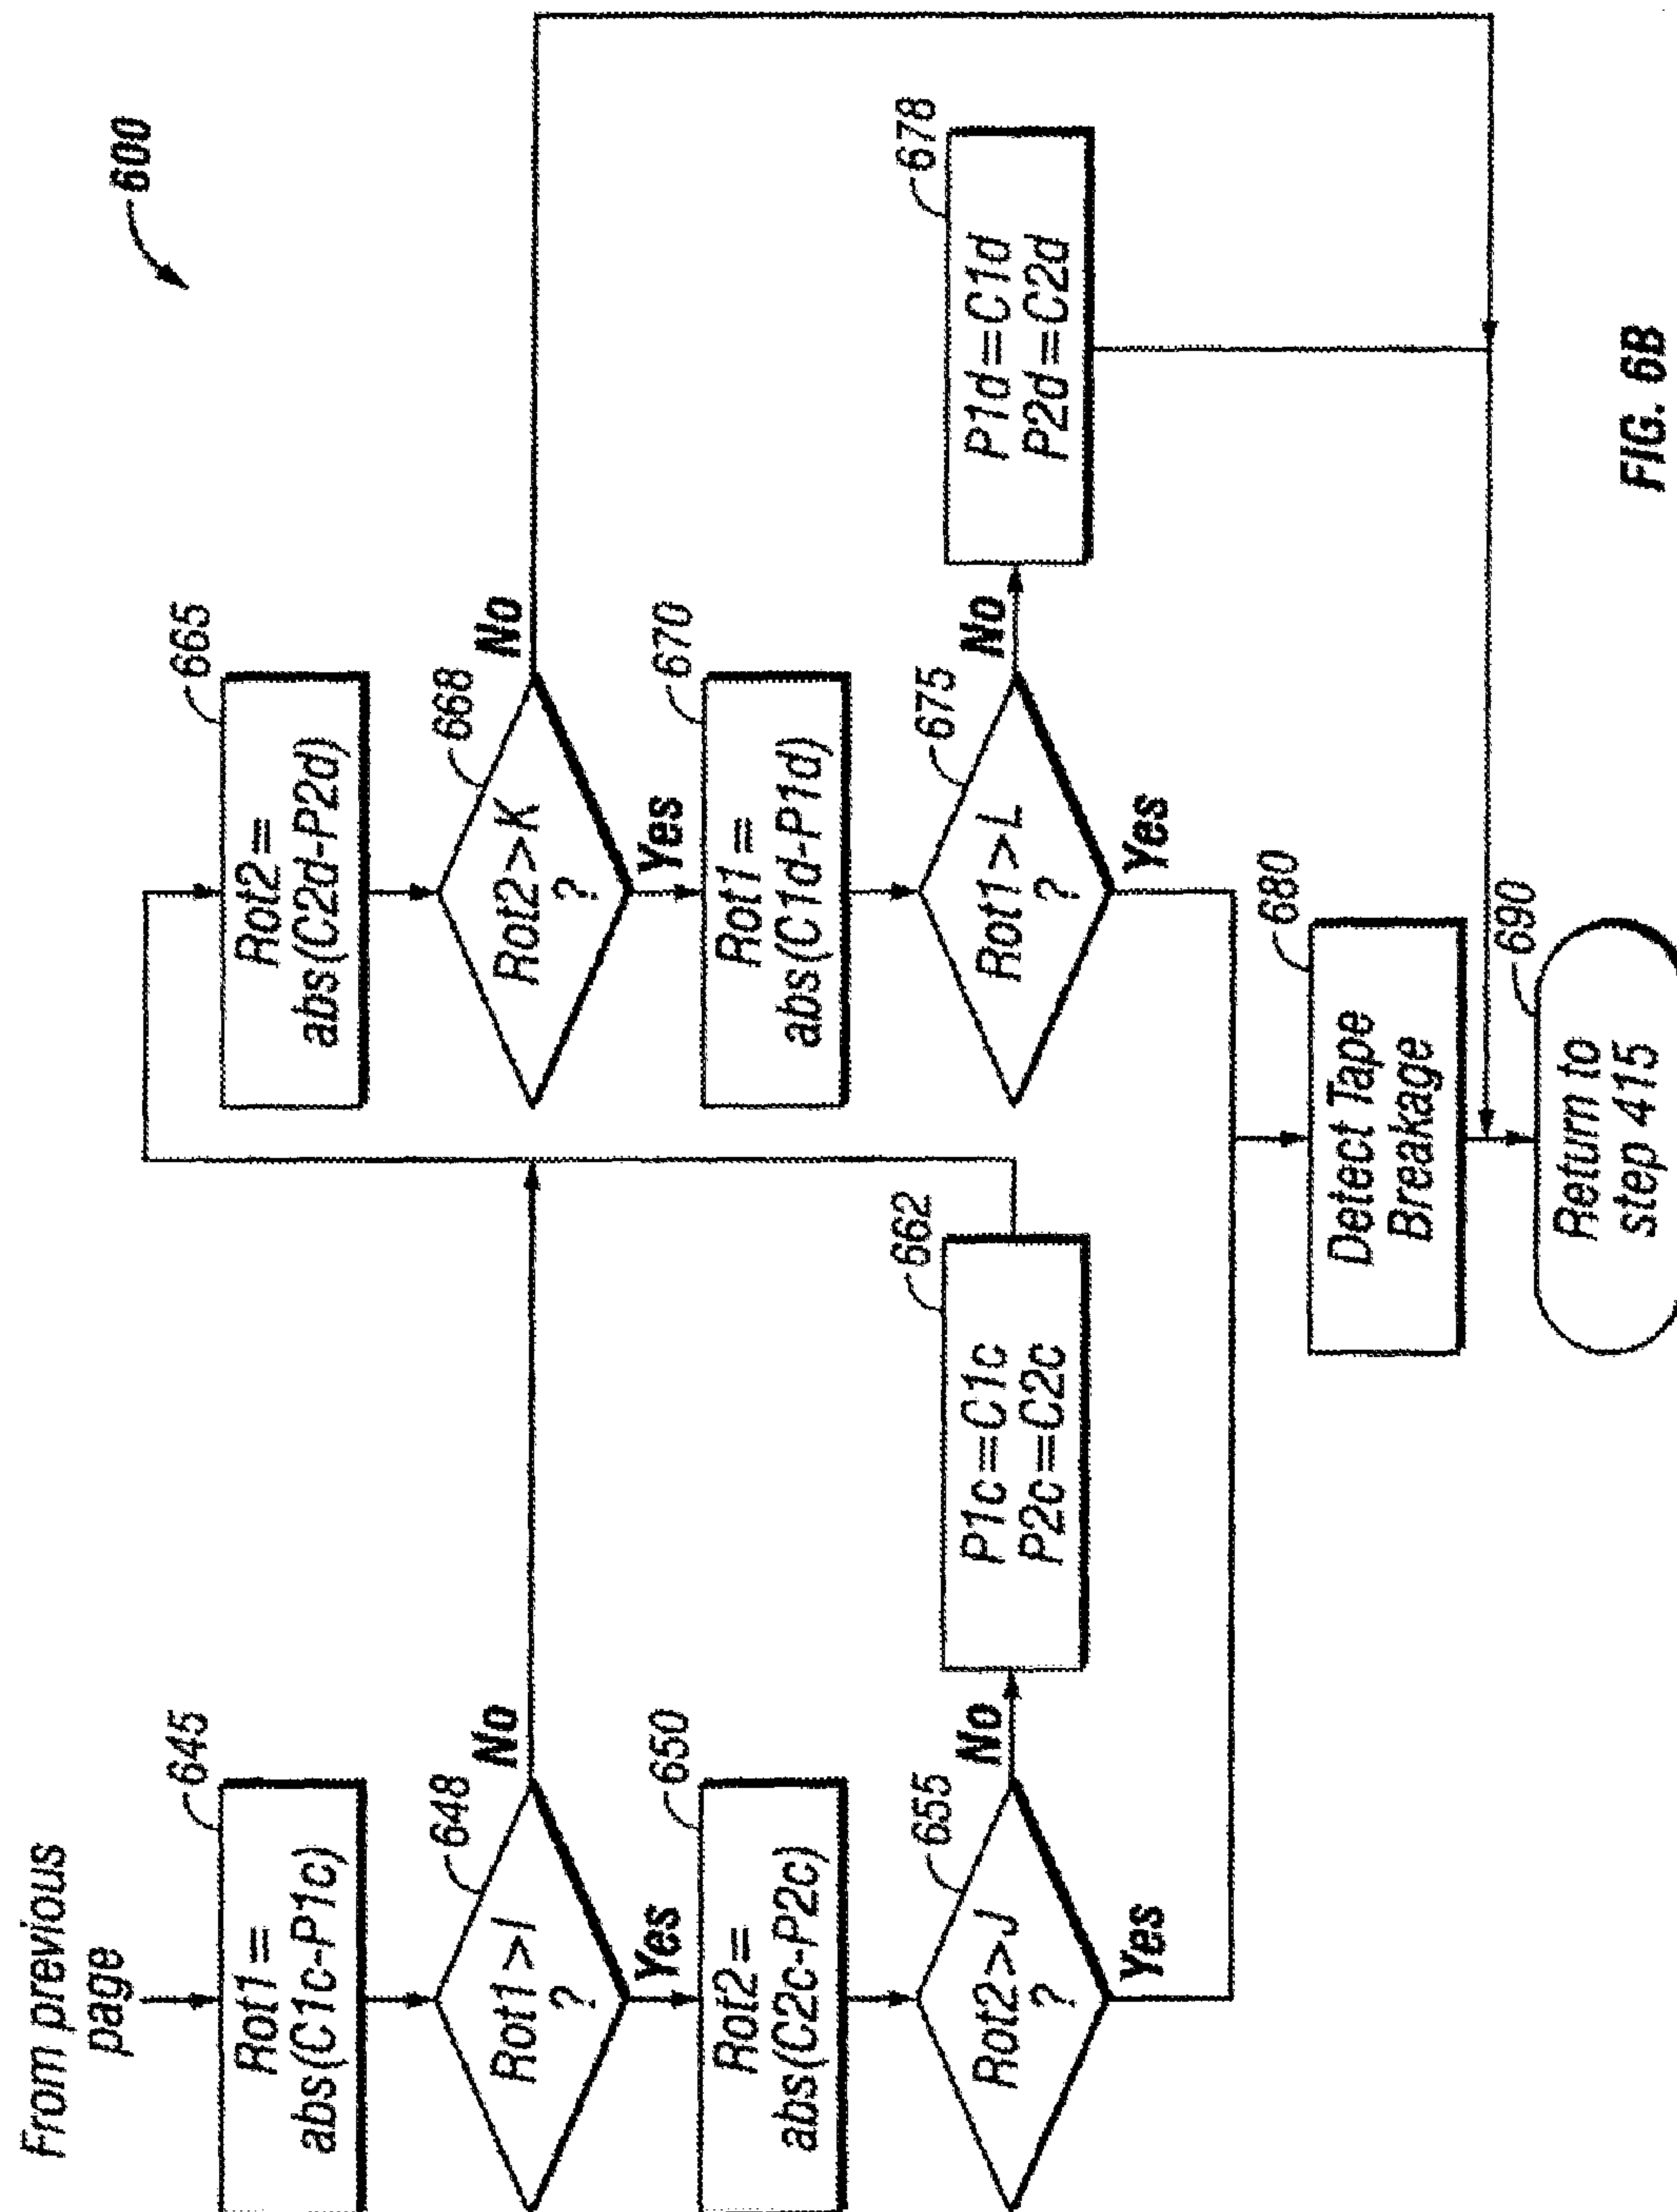 600
From previous
page
645
Rot1=
abs(C1c-P1c)
648
Rot1>I
?
No
Yes
650
Rot2=
abs(C2c-P2c)
655
Rot2>J
?
No
Yes
662
P1c=C1c
P2c=C2c
665
Rot2=
abs(C2d-P2d)
668
Rot2>K
?
No
Yes
670
Rot1=
abs(C1d-P1d)
675
Rot1>L
?
No
Yes
678
P1d=C1d
P2d=C2d
680
Detect Tape
Breakage
690
Return to
step 415
FIG. 6B